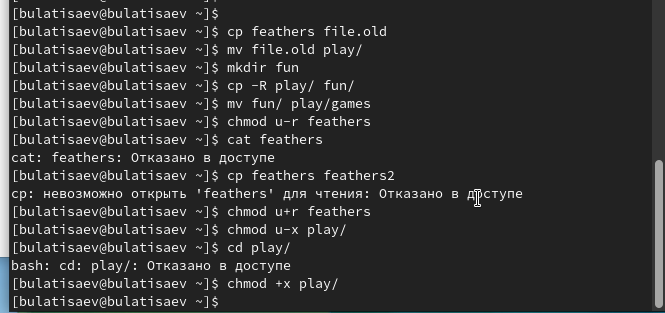 [bulatisaev@bulatisaev ~]$
[bulatisaev@bulatisaev ~]$ cp feathers file.old
[bulatisaev@bulatisaev ~]$ mv file.old play/
[bulatisaev@bulatisaev ~]$ mkdir fun
[bulatisaev@bulatisaev ~]$ cp -R play/ fun/
[bulatisaev@bulatisaev ~]$ mv fun/ play/games
[bulatisaev@bulatisaev ~]$ chmod u-r feathers
[bulatisaev@bulatisaev ~]$ cat feathers
cat: feathers: Отказано в доступе
[bulatisaev@bulatisaev ~]$ cp feathers feathers2
cp: невозможно открыть 'feathers' для чтения: Отказано в доступе
[bulatisaev@bulatisaev ~]$ chmod u+r feathers
[bulatisaev@bulatisaev ~]$ chmod u-x play/
[bulatisaev@bulatisaev ~]$ cd play/
bash: cd: play/: Отказано в доступе
[bulatisaev@bulatisaev ~]$ chmod +x play/
[bulatisaev@bulatisaev ~]$